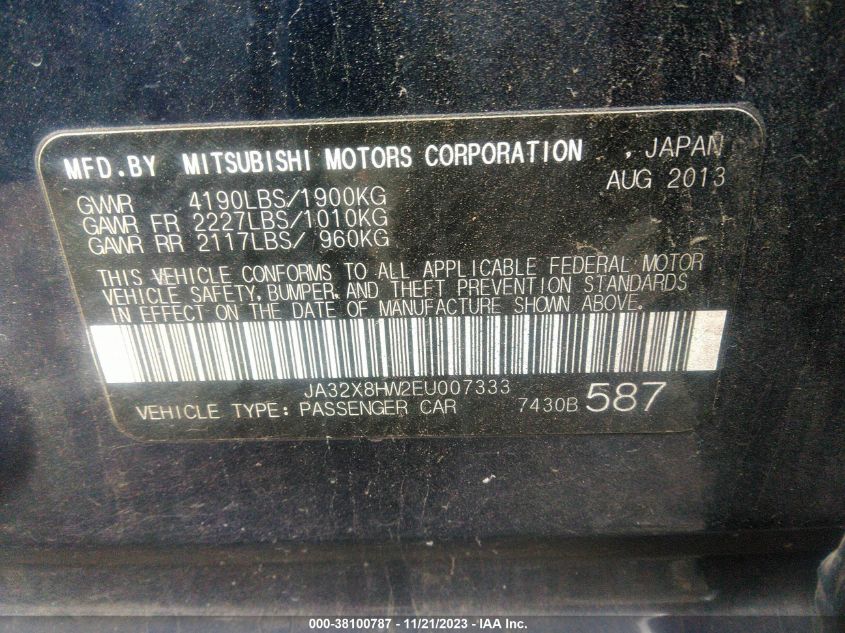 MFD.BY MITSUBISHI MOTORS CORPORATION , JAPAN
AUG 2013
GVWR 4190LBS/1900KG
GAWR FR 2227LBS/1010KG
GAWR RR 2117LBS/ 960KG
THIS VEHICLE CONFORMS TO ALL APPLICABLE FEDERAL MOTOR
VEHICLE SAFETY, BUMPER, AND THEFT PREVENTION STANDARDS
IN EFFECT ON THE DATE OF MANUFACTURE SHOWN ABOVE.
JA32X8HW2EU007333
VEHICLE TYPE: PASSENGER CAR 7430B 587
000-38100787 - 11/21/2023 - IAA Inc.